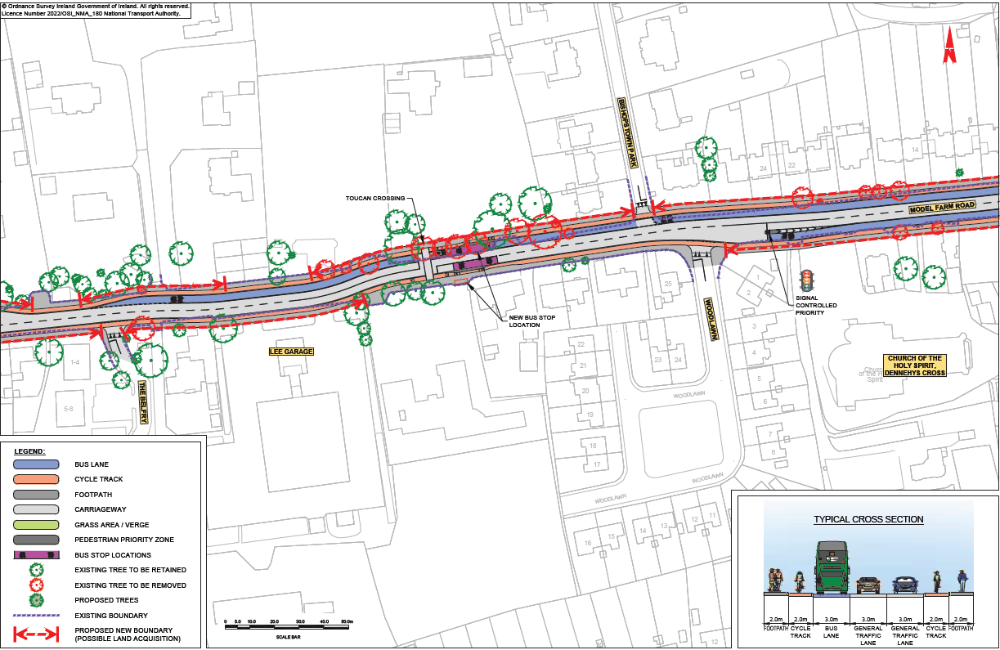 © Ordnance Survey Ireland Government of Ireland. All rights reserved.
Licence Number 2022/OSI_NMA_180 National Transport Authority.
BISHOPSTOWN PARK
14
24
22
TOUCAN CROSSING
MODEL FARM ROAD
25
1
2
SIGNAL
CONTROLLED
PRIORITY
NEW BUS STOP
LOCATION
WOODLAWN
3
LEE GARAGE
1-4
22
21
23
24
4
CHURCH OF THE
HOLY SPIRIT,
DENNEHYS CROSS
Spirit
THE BELFRY
5-8
20
19
WOODLAWN
5
6
7
8
18
17
WOODLAWN
WOODLAWN
16
15
14
13
12
11
12
LEGEND:
BUS LANE
CYCLE TRACK
FOOTPATH
CARRIAGEWAY
GRASS AREA / VERGE
PEDESTRIAN PRIORITY ZONE
BUS STOP LOCATIONS
EXISTING TREE TO BE RETAINED
EXISTING TREE TO BE REMOVED
PROPOSED TREES
EXISTING BOUNDARY
PROPOSED NEW BOUNDARY
(POSSIBLE LAND ACQUISITION)
0 5.0 10.0 20.0 30.0 40.0 50.0m
SCALE BAR
TYPICAL CROSS SECTION
2.0m 2.0m 3.0m 3.0m 3.0m 2.0m 2.0m
FOOTPATH CYCLE TRACK BUS LANE GENERAL TRAFFIC LANE GENERAL TRAFFIC LANE CYCLE TRACK FOOTPATH